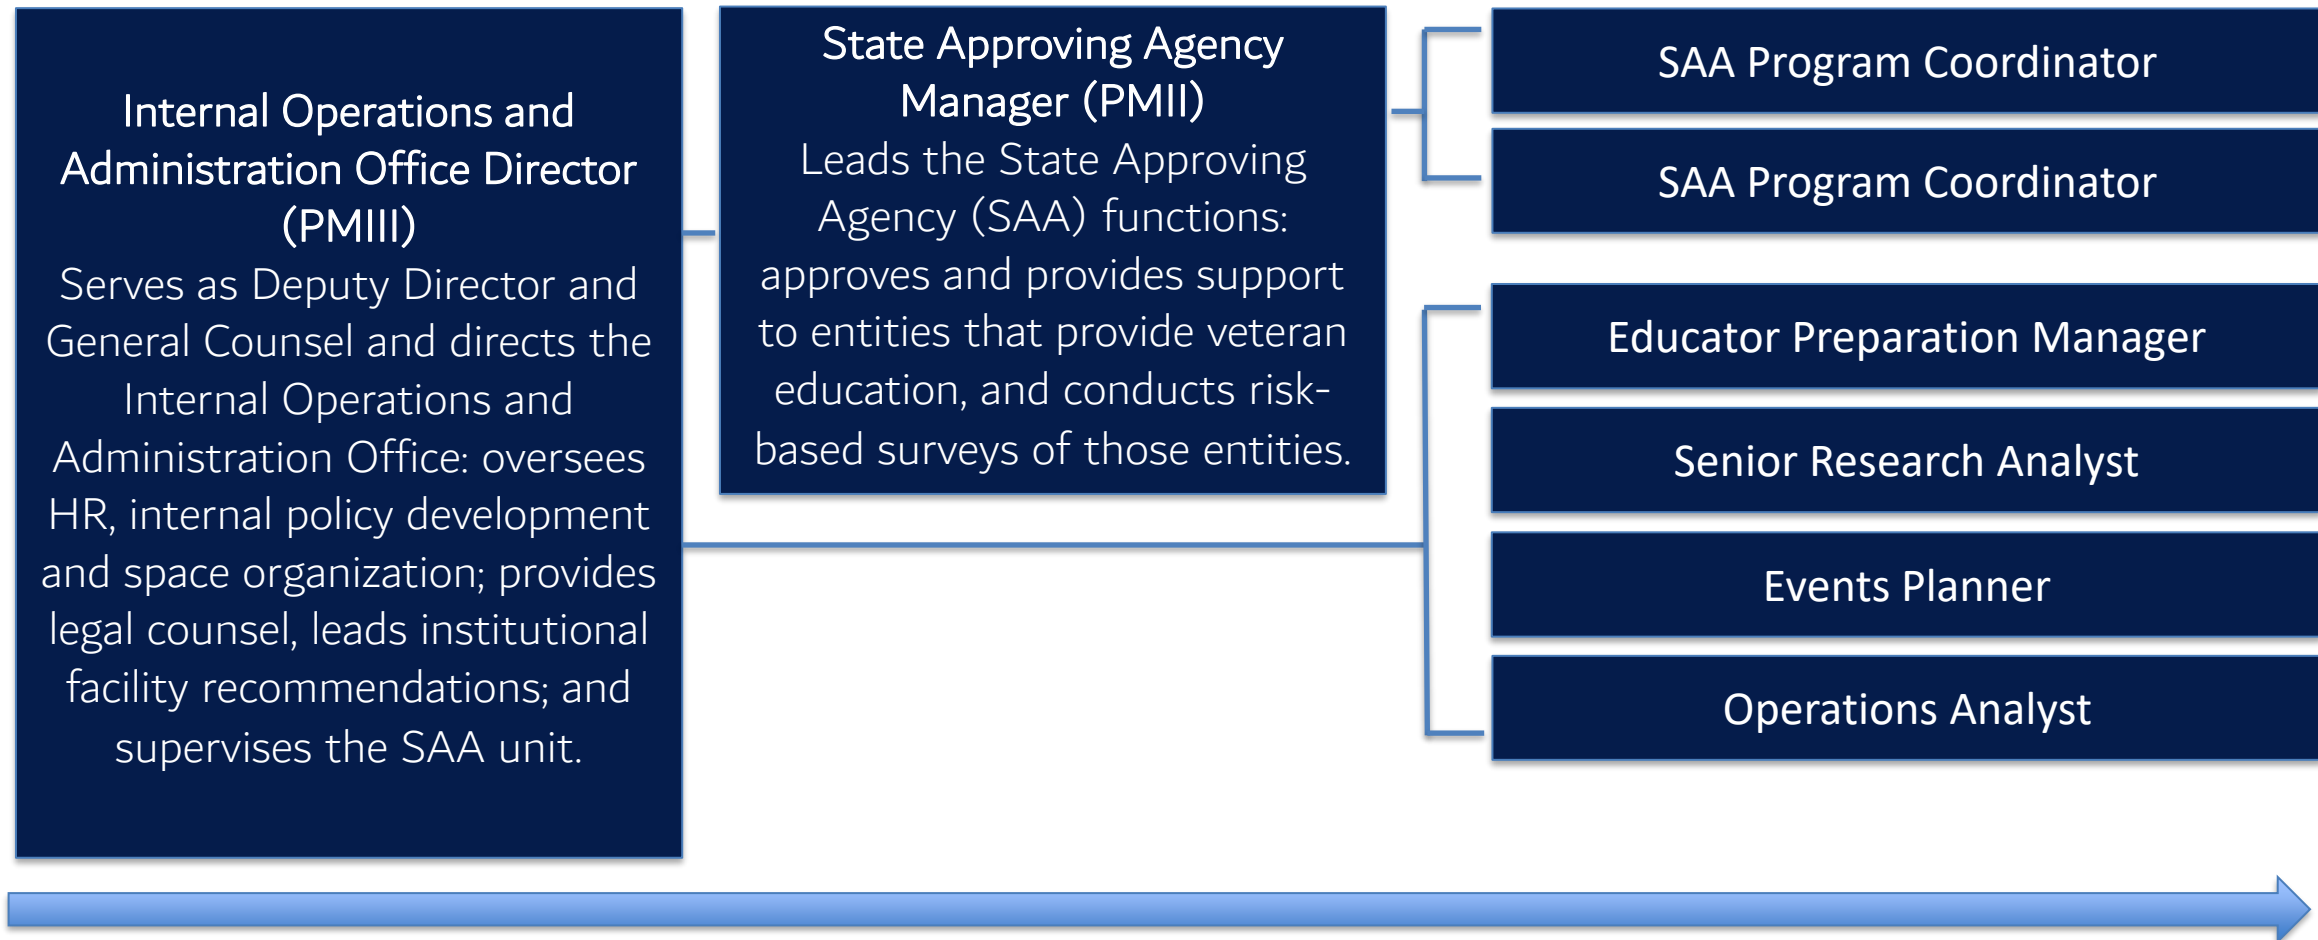 Internal Operations and
Administration Office Director
(PMIII)
Serves as Deputy Director and
General Counsel and directs the
Internal Operations and
Administration Office: oversees
HR, internal policy development
and space organization; provides
legal counsel, leads institutional
facility recommendations; and
supervises the SAA unit.
State Approving Agency
Manager (PMII)
Leads the State Approving
Agency (SAA) functions:
approves and provides support
to entities that provide veteran
education, and conducts risk-
based surveys of those entities.
SAA Program Coordinator
SAA Program Coordinator
Educator Preparation Manager
Senior Research Analyst
Events Planner
Operations Analyst